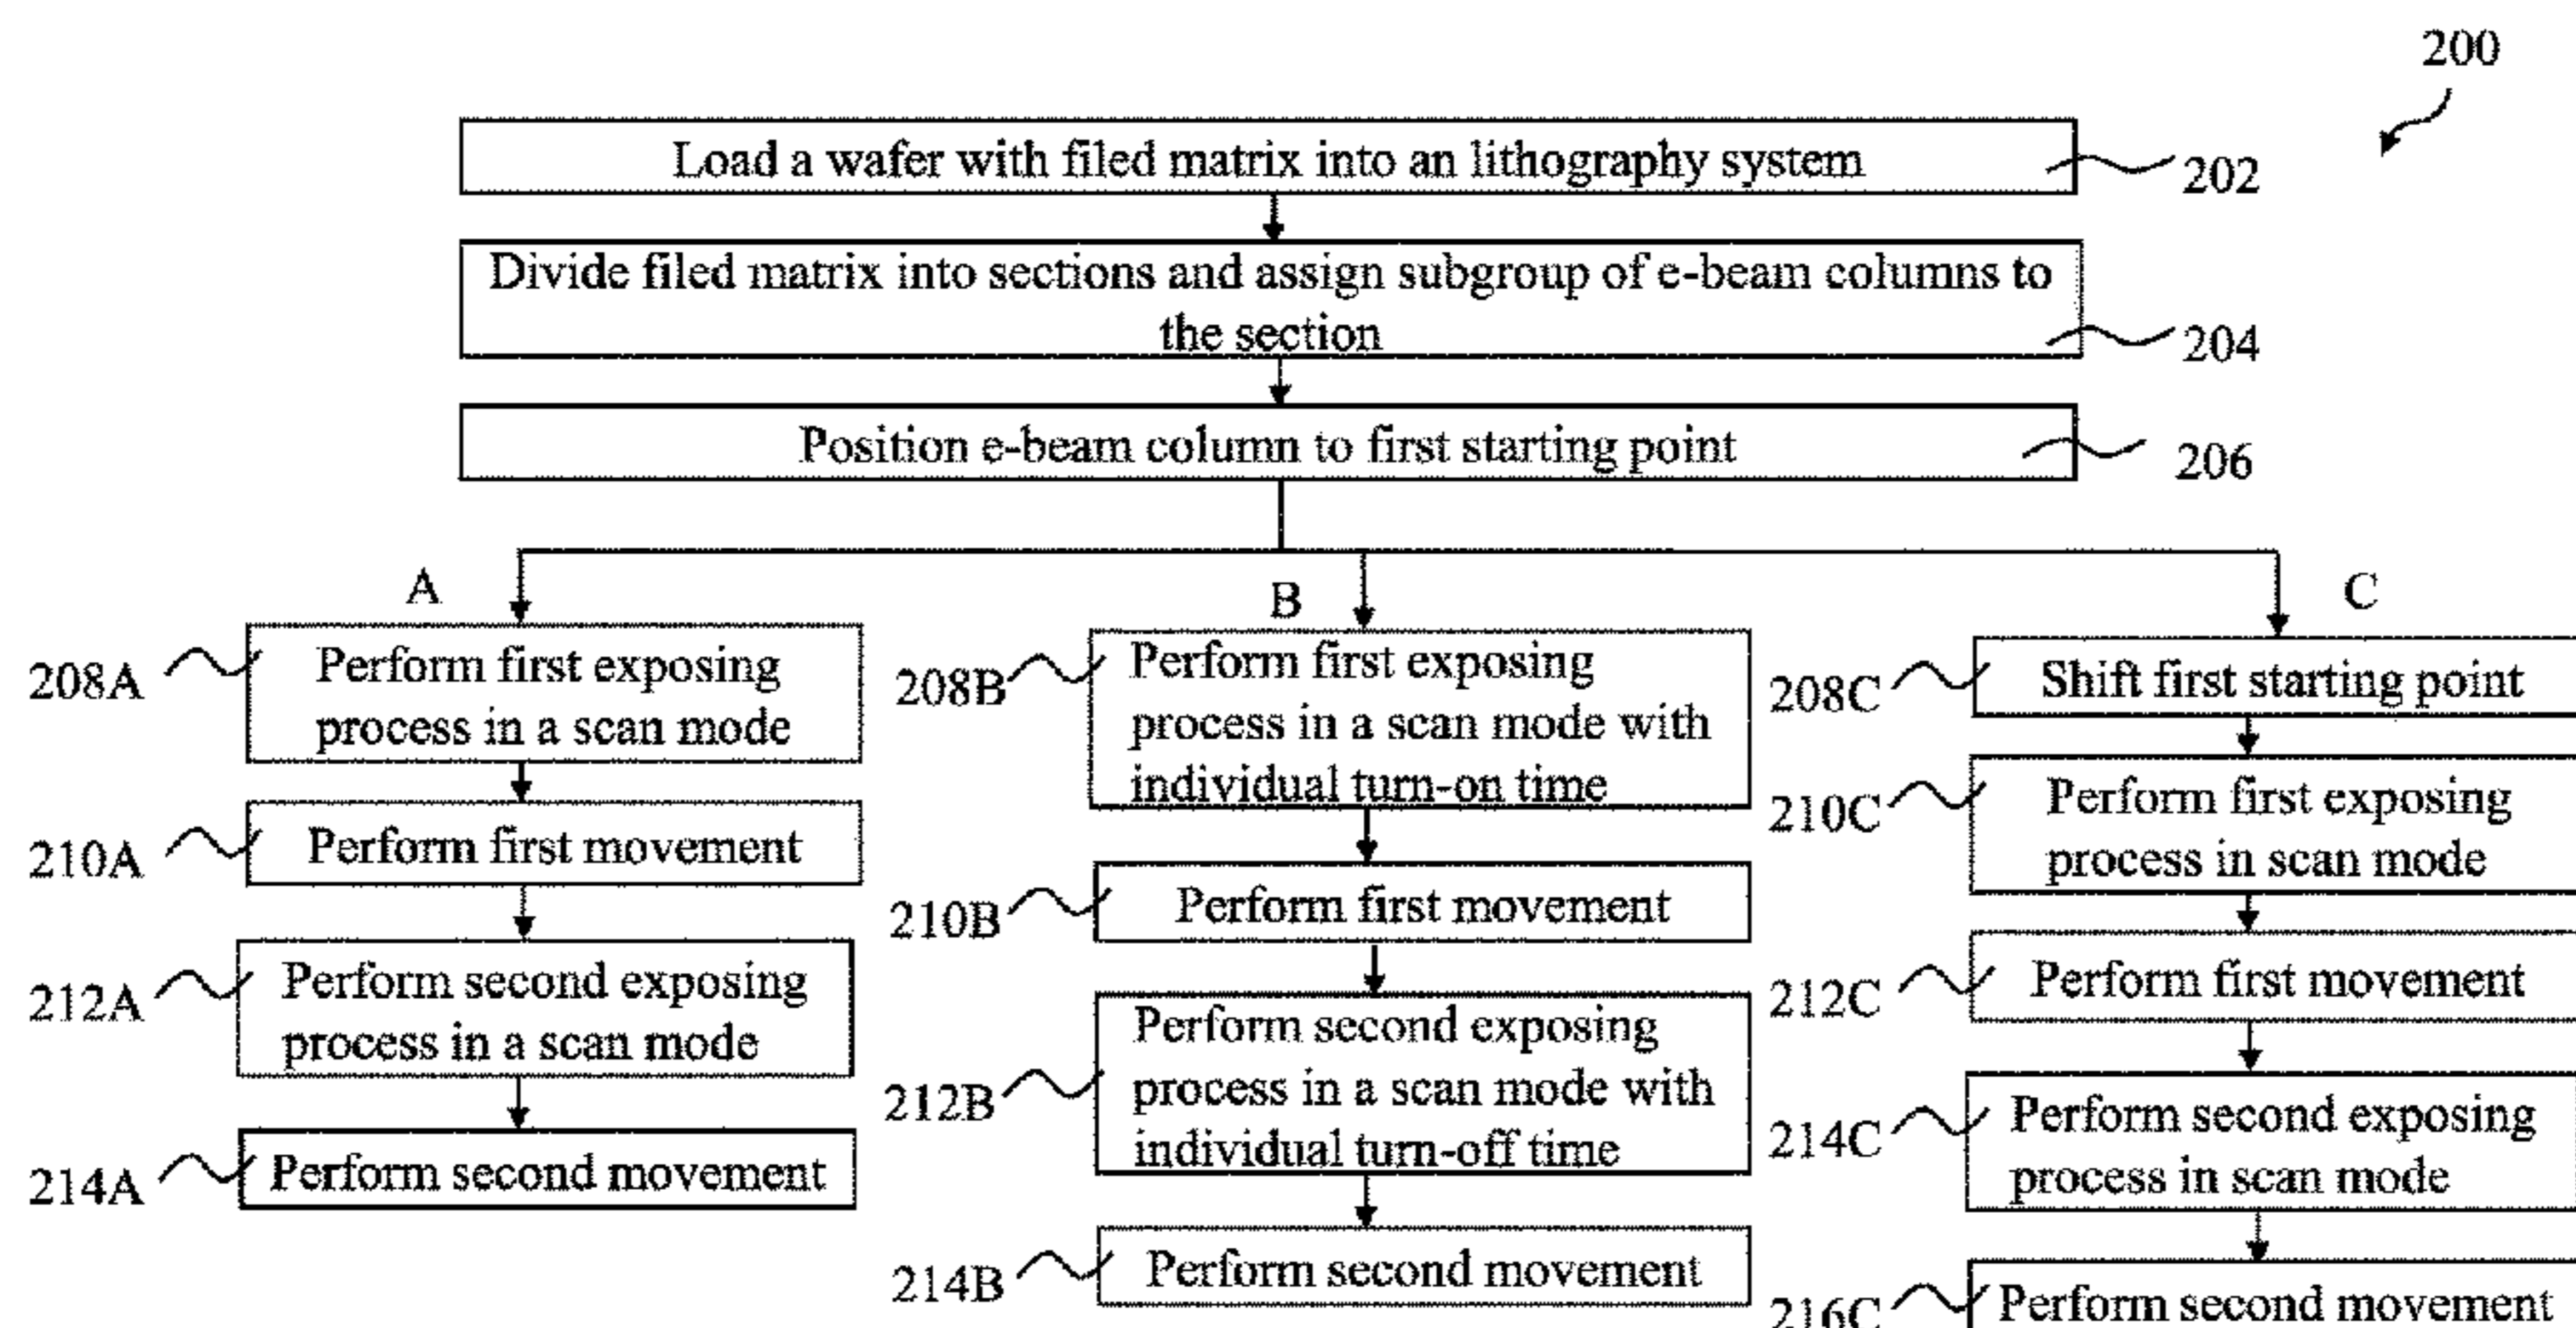 200
Load a wafer with filed matrix into an lithography system
202
Divide filed matrix into sections and assign subgroup of e-beam columns to
the section
204
Position e-beam column to first starting point
206
A
208A
Perform first exposing
process in a scan mode
210A
Perform first movement
212A
Perform second exposing
process in a scan mode
214A
Perform second movement
B
208B
Perform first exposing
process in a scan mode with
individual turn-on time
210B
Perform first movement
212B
Perform second exposing
process in a scan mode with
individual turn-off time
214B
Perform second movement
C
208C
Shift first starting point
210C
Perform first exposing
process in scan mode
212C
Perform first movement
214C
Perform second exposing
process in scan mode
216C
Perform second movement